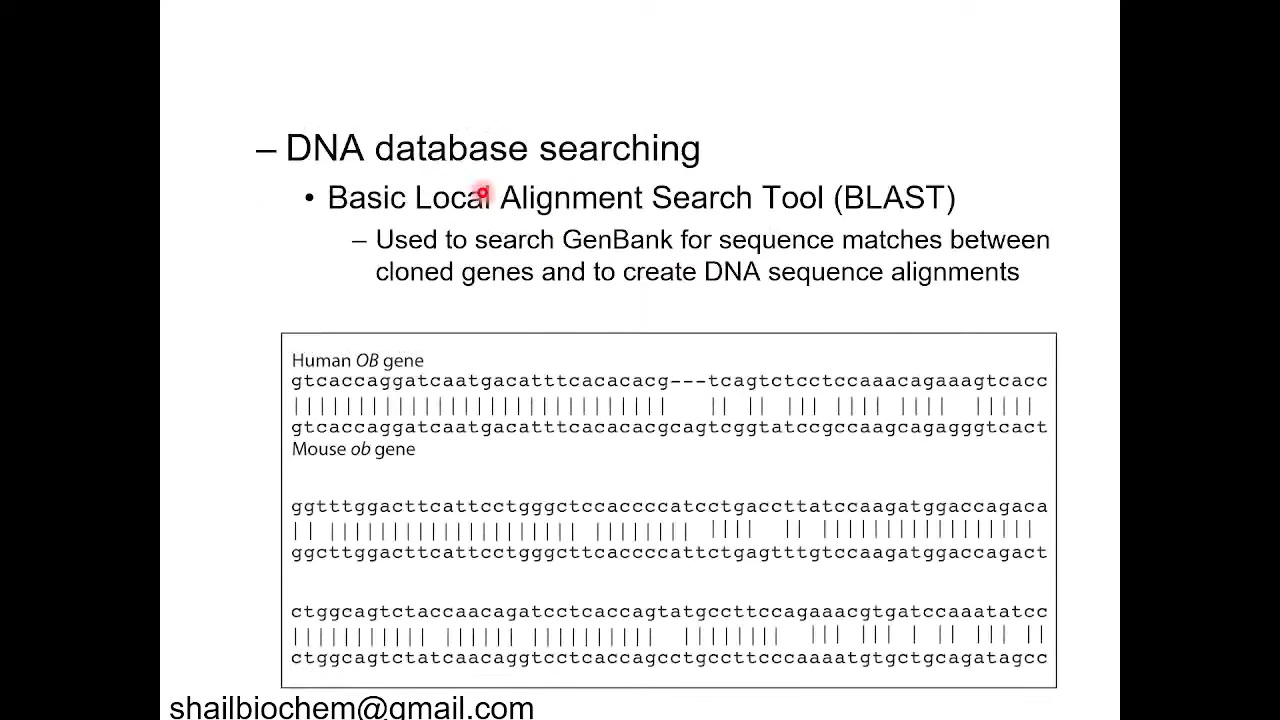 – DNA database searching
• Basic Local Alignment Search Tool (BLAST)
– Used to search GenBank for sequence matches between
cloned genes and to create DNA sequence alignments
Human OB gene
gtcaccaggatcaatgacatttcacacacg---tcagtctcctccaaacagaaagtcacc
gtcaccaggatcaatgacatttcacacacgcagtcggtatccgccaagcagagggtcact
Mouse ob gene
ggtttggacttcattcctgggctccaccccatcctgaccttatccaagatggaccagaca
ggcttggacttcattcctgggcttcaccccattctgagtttgtccaagatggaccagact
ctggcagtctaccaacagatcctcaccagtatgccttccagaaacgtgatccaaatatcc
ctggcagtctatcaacaggtcctcaccagcctgccttcccaaaatgtgctgcagatagcc
shailbiochem@gmail.com